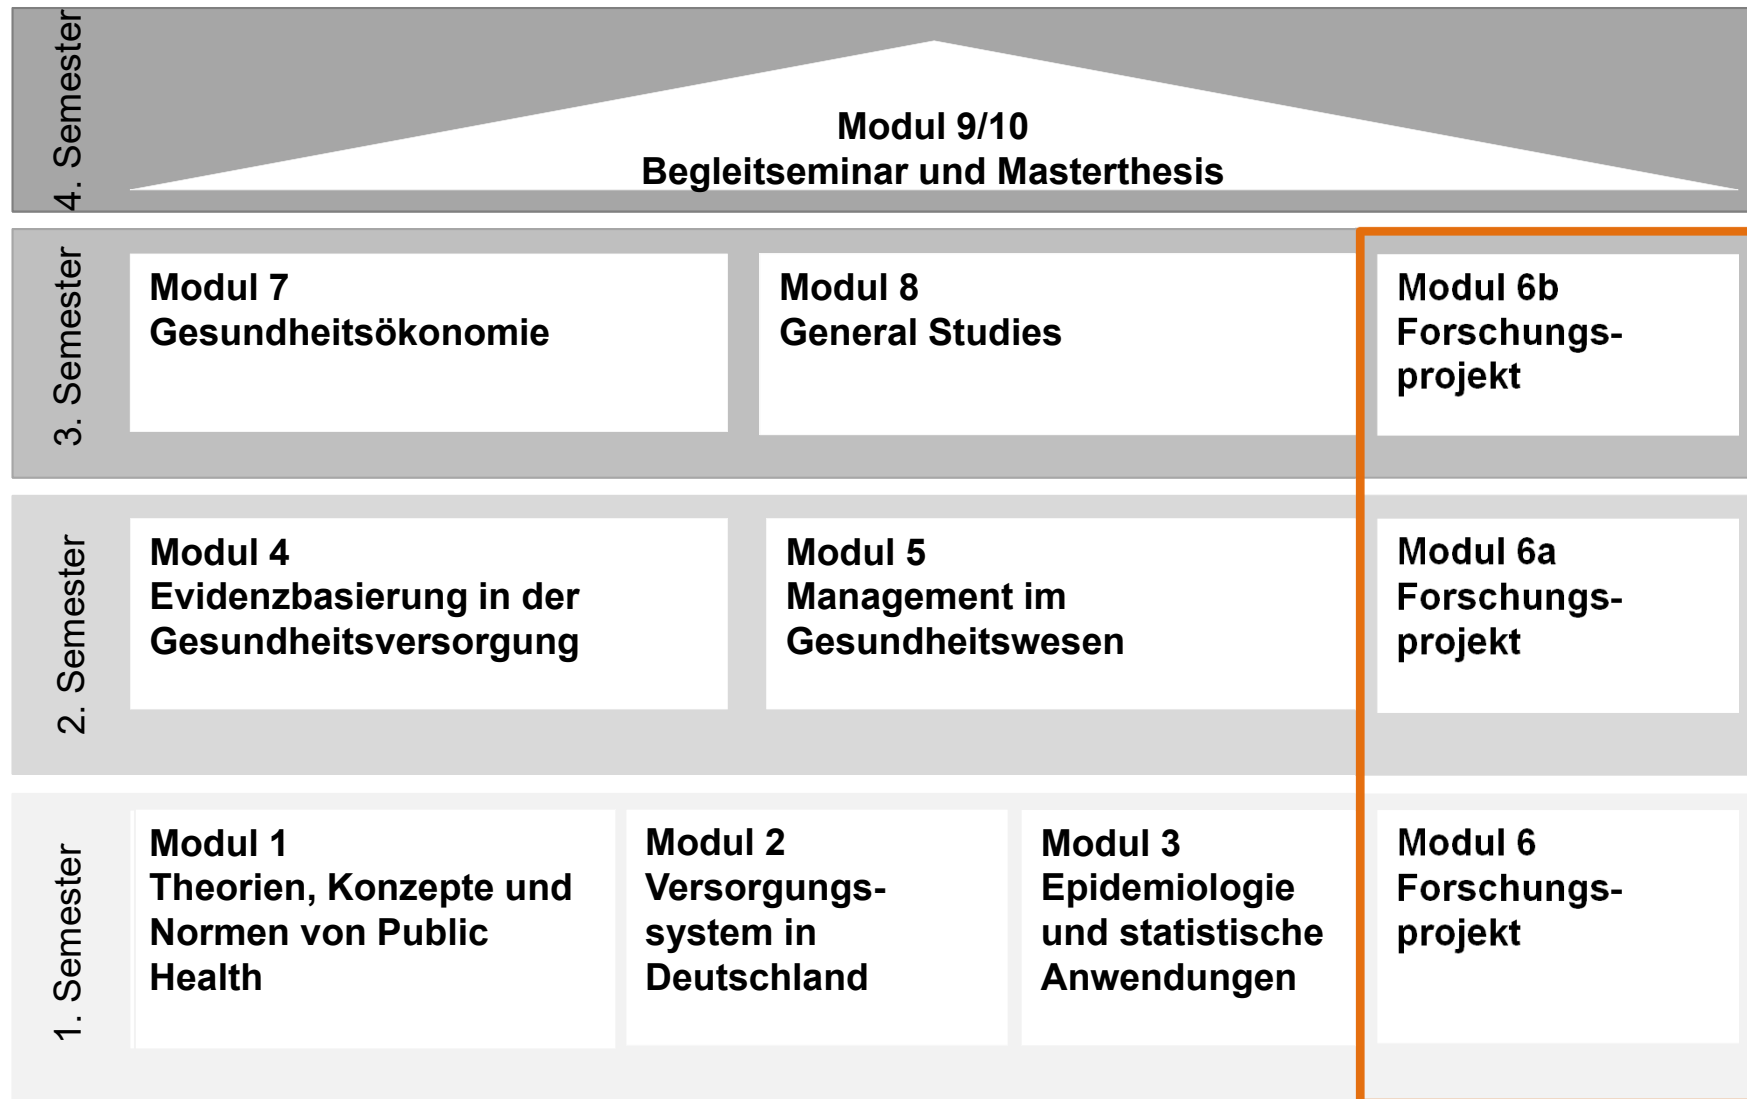 4. Semester
Modul 9/10
Begleitseminar und Masterthesis
3. Semester
Modul 7
Gesundheitsökonomie
Modul 8
General Studies
Modul 6b
Forschungs-
projekt
2. Semester
Modul 4
Evidenzbasierung in der
Gesundheitsversorgung
Modul 5
Management im
Gesundheitswesen
Modul 6a
Forschungs-
projekt
1. Semester
Modul 1
Theorien, Konzepte und
Normen von Public
Health
Modul 2
Versorgungs-
system in
Deutschland
Modul 3
Epidemiologie
und statistische
Anwendungen
Modul 6
Forschungs-
projekt